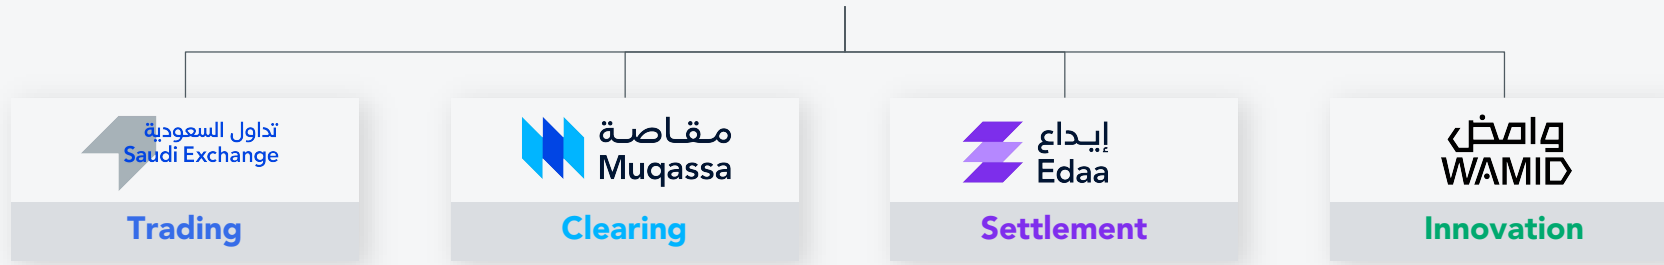 تداول السعودية
Saudi Exchange
Trading
مقاصة
Muqassa
Clearing
إيداع
Edaa
Settlement
وامض
WAMID
Innovation